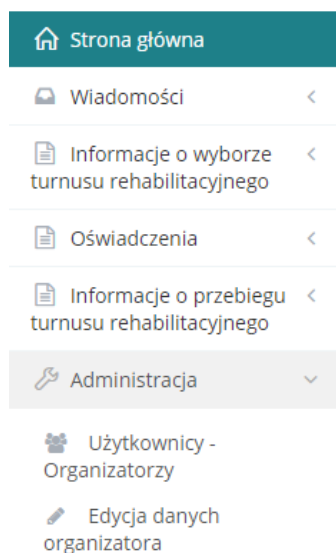 Strona główna
Wiadomości
Informacje o wyborze
turnusu rehabilitacyjnego
Oświadczenia
Informacje o przebiegu
turnusu rehabilitacyjnego
Administracja
Użytkownicy -
Organizatorzy
Edycja danych
organizatora